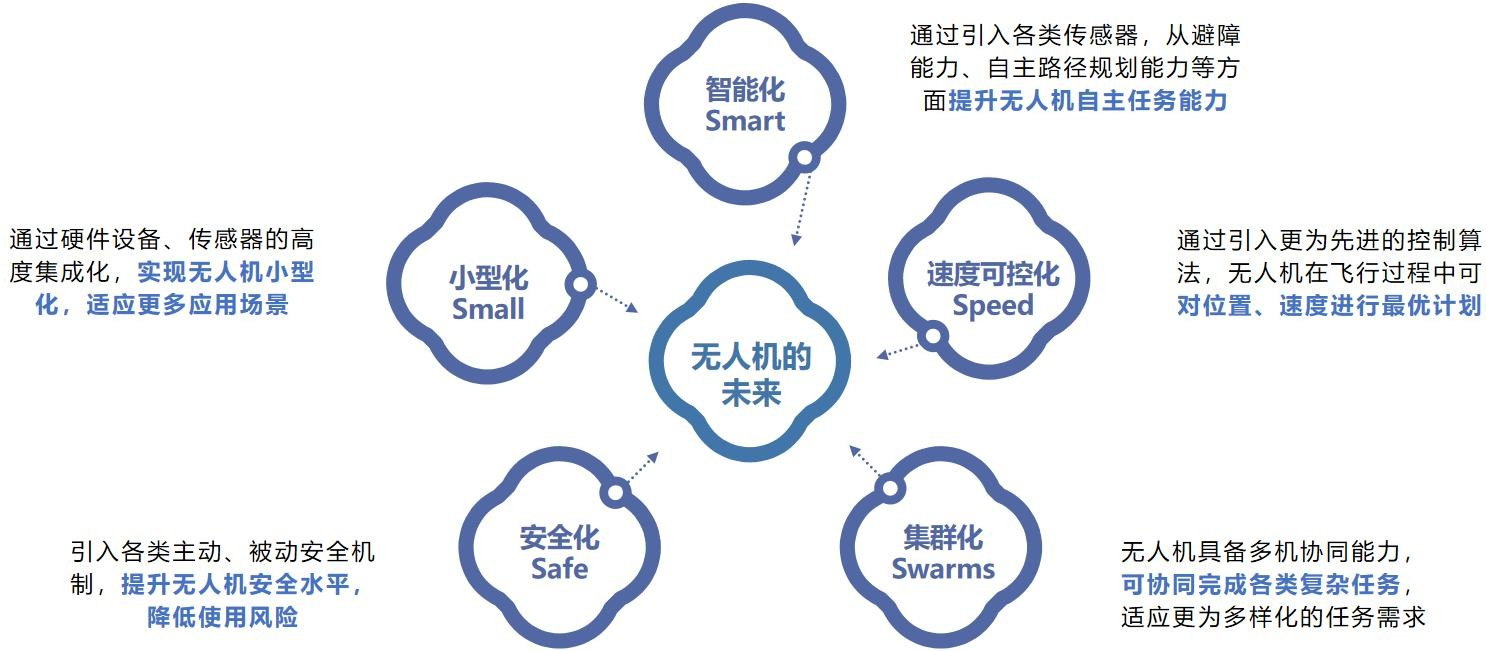 智能化
Smart
通过引入各类传感器，从避障
能力、自主路径规划能力等方
面提升无人机自主任务能力
小型化
Small
通过硬件设备、传感器的高
度集成化，实现无人机小型
化，适应更多应用场景
速度可控化
Speed
通过引入更为先进的控制算
法，无人机在飞行过程中可
对位置、速度进行最优计划
无人机的
未来
安全化
Safe
引入各类主动、被动安全机
制，提升无人机安全水平，
降低使用风险
集群化
Swarms
无人机具备多机协同能力，
可协同完成各类复杂任务，
适应更为多样化的任务需求